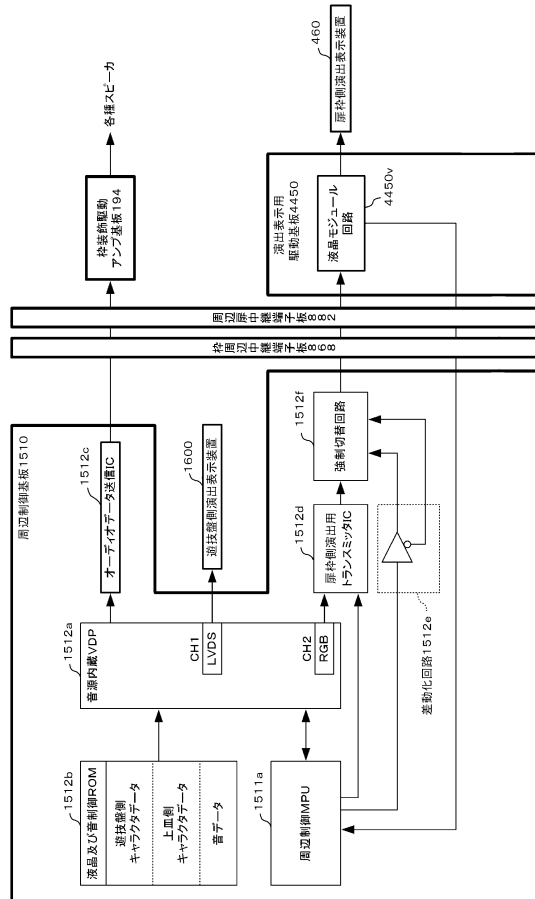 周辺制御基板1510
1512b
液晶及び音制御ROM
遊技盤側
キャラクタデータ
上皿側
キャラクタデータ
音データ
1511a
周辺制御MPU
1512a
音源内蔵VDP
CH1
LVDS
CH2
RGB
1512c
オーディオデータ送信IC
1600
遊技盤側演出表示装置
1512d
扉枠側演出用
トランスミッタIC
差動化回路1512e
1512f
強制切替回路
枠周辺中継端子板868
周辺扉中継端子板882
枠装飾駆動
アンプ基板194
各種スピーカ
演出表示用
駆動基板4450
液晶モジュール
回路
4450v
460
扉枠側演出表示装置